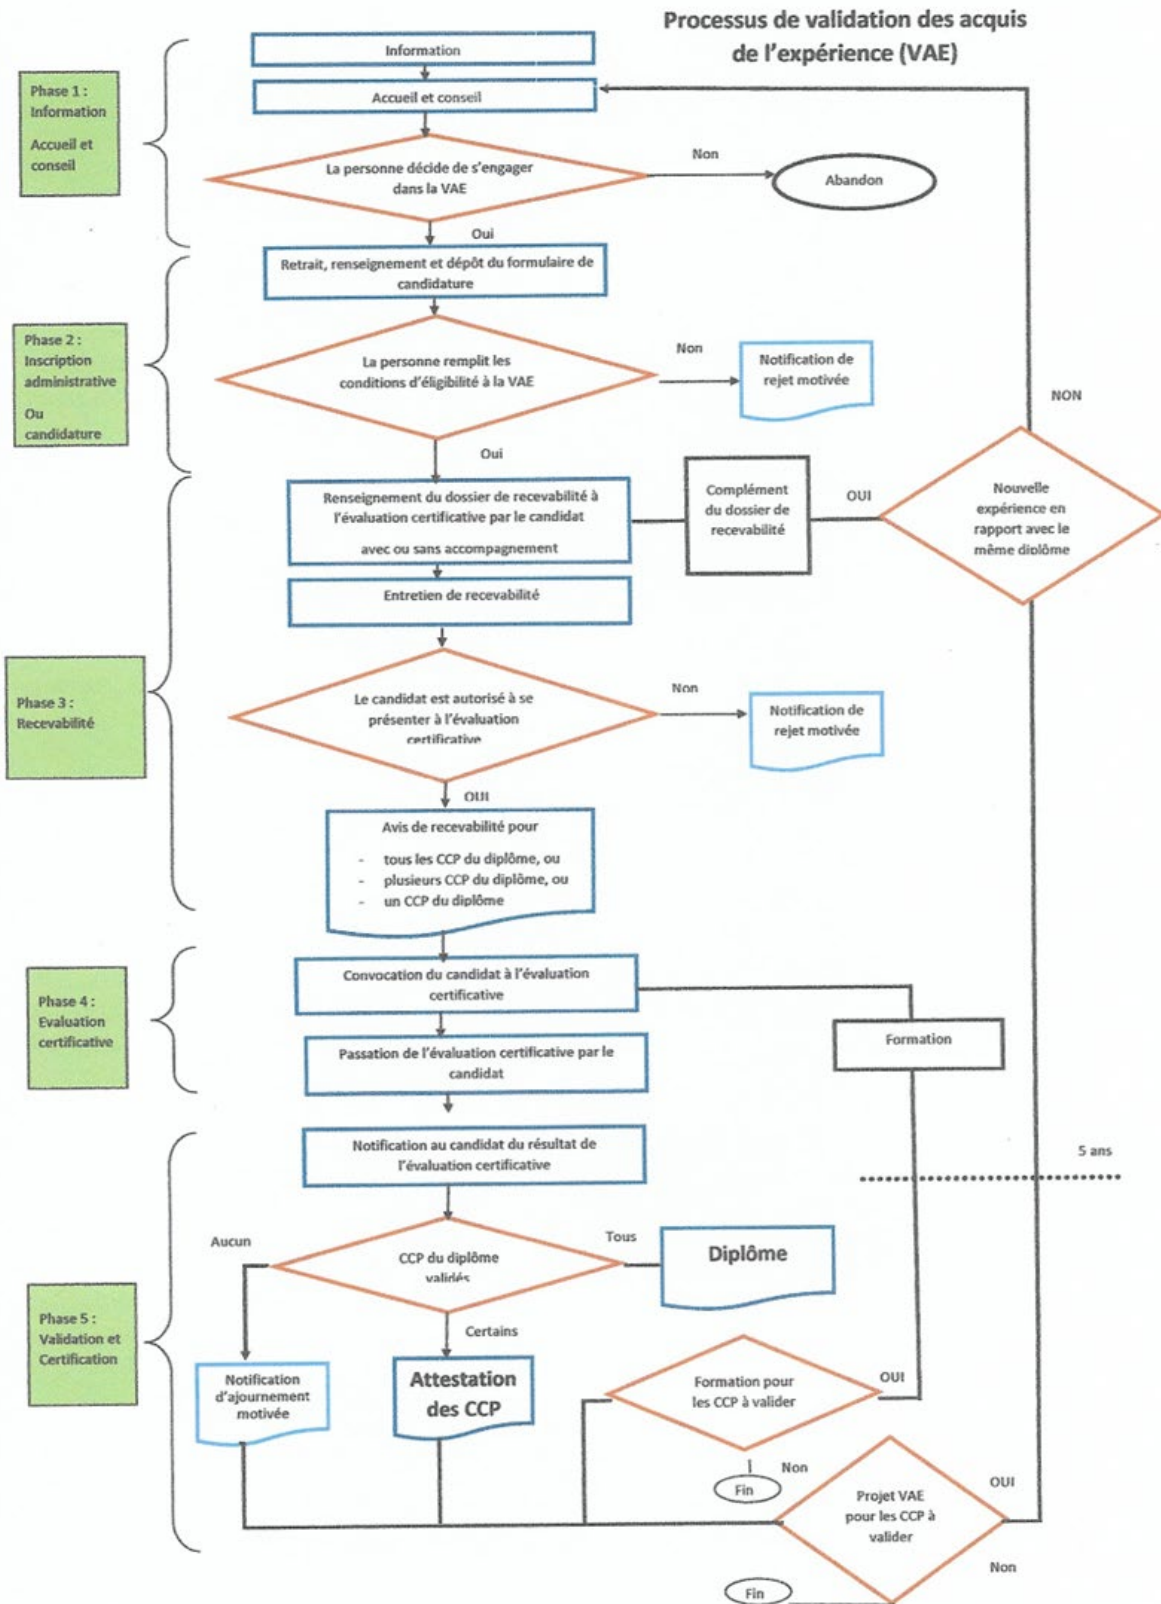 Processus de validation des acquis
de l'expérience (VAE)
Phase 1 :
Information
Accueil et
conseil
Information
Accueil et conseil
La personne décide de s'engager
dans la VAE
Non
Abandon
Oui
Phase 2 :
Inscription
administrative
Ou
candidature
Retrait, renseignement et dépôt du formulaire de
candidature
La personne remplit les
conditions d'éligibilité à la VAE
Non
Notification de
rejet motivée
Oui
NON
Nouvelle
expérience en
rapport avec le
même diplôme
OUI
Complément
du dossier de
recevabilité
Phase 3 :
Recevabilité
Renseignement du dossier de recevabilité à
l'évaluation certificative par le candidat
avec ou sans accompagnement
Entretien de recevabilité
Le candidat est autorisé à se
présenter à l'évaluation
certificative
Non
Notification de
rejet motivée
OUI
Avis de recevabilité pour
- tous les CCP du diplôme, ou
- plusieurs CCP du diplôme, ou
- un CCP du diplôme
Phase 4 :
Evaluation
certificative
Convocation du candidat à l'évaluation
certificative
Passation de l'évaluation certificative par le
candidat
Formation
5 ans
Phase 5 :
Validation et
Certification
Notification au candidat du résultat de
l'évaluation certificative
Aucun
CCP du diplôme
validés
Tous
Diplôme
Certains
Notification
d'ajournement
motivée
Attestation
des CCP
Formation pour
les CCP à valider
OUI
Non
Fin
Projet VAE
pour les CCP à
valider
OUI
Non
Fin